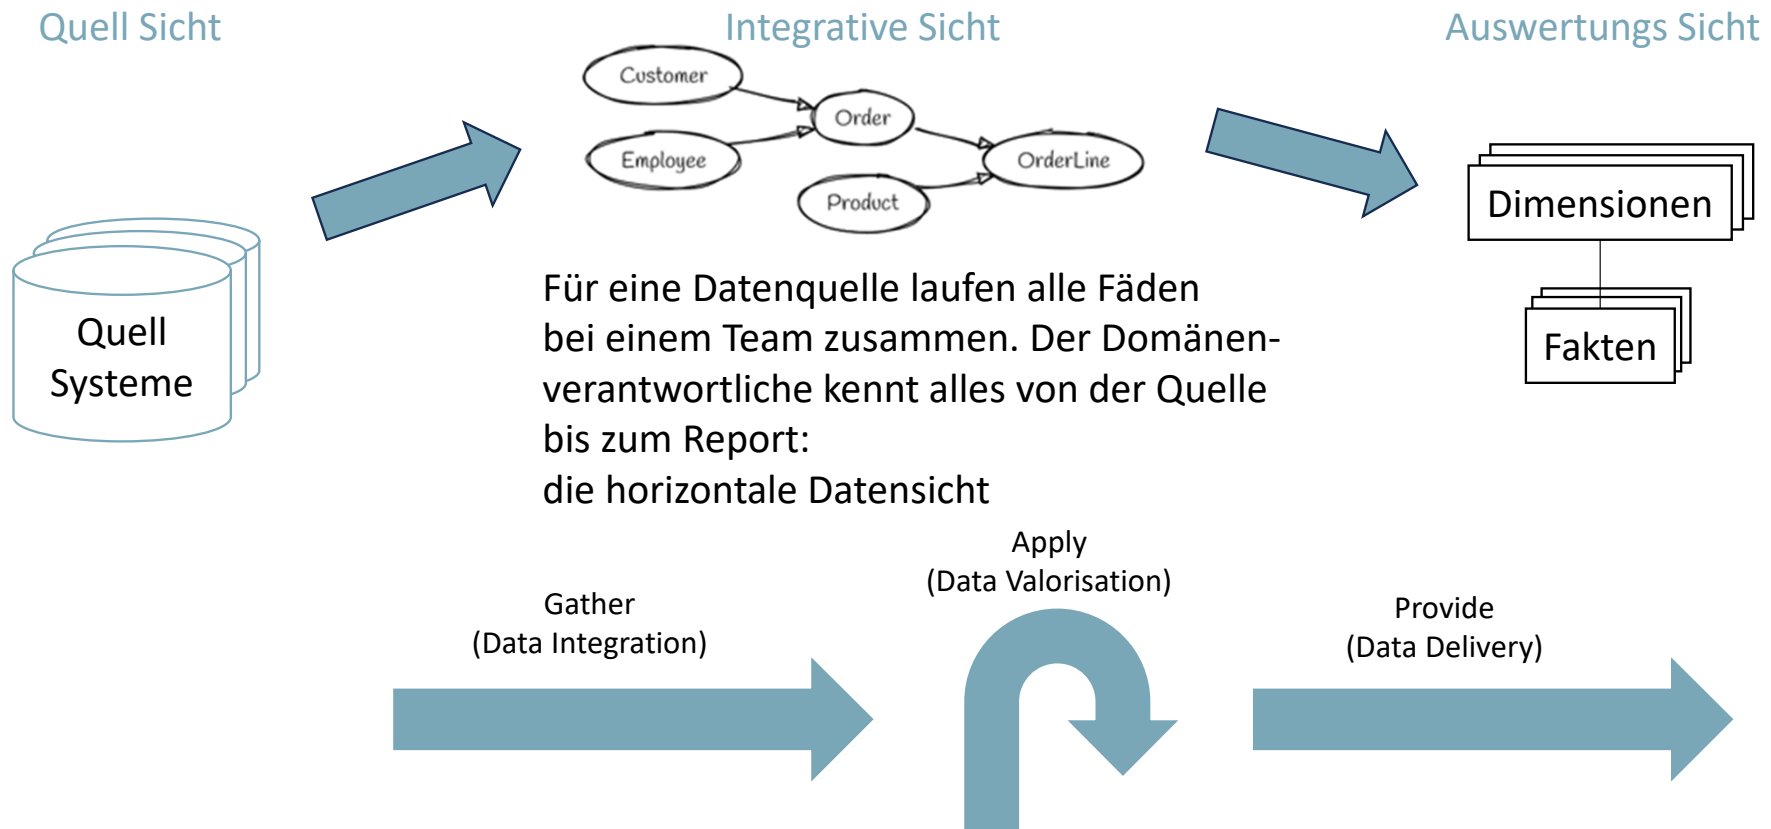 Quell Sicht
Integrative Sicht
Auswertungs Sicht
Customer
Order
Employee
OrderLine
Product
Dimensionen
Fakten
Quell
Systeme
Für eine Datenquelle laufen alle Fäden
bei einem Team zusammen. Der Domänen-
verantwortliche kennt alles von der Quelle
bis zum Report:
die horizontale Datensicht
Gather
(Data Integration)
Apply
(Data Valorisation)
Provide
(Data Delivery)